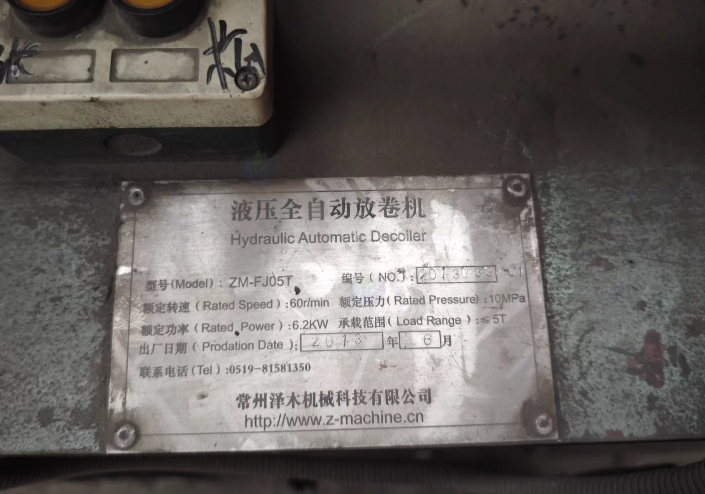 液压全自动放卷机
Hydraulic Automatic Decoiler
型号(Model): ZM-FJ05T 编号(NO.):
额定转速(Rated Speed):60r/min 额定压力(Rated Pressure):10MPa
额定功率(Rated Power):6.2KW 承载范围(Load Range):≤5T
出厂日期(Prodation Date): 2013 年 6 月
联系电话(Tel):0519-81581350
常州泽木机械科技有限公司
http://www.z-machine.cn